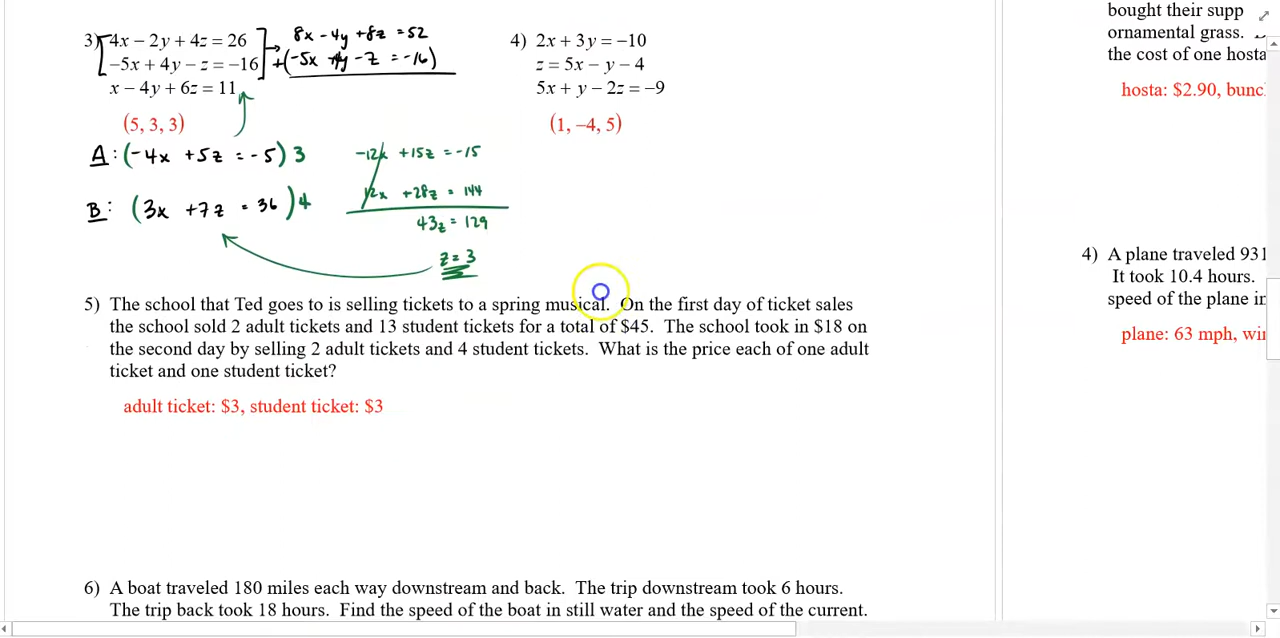 3) 4x − 2y + 4z = 26
−5x + 4y − z = −16
x − 4y + 6z = 11
(5, 3, 3)
8x - 4y + 8z = 52
+(-5x +4y - z = -16)
A: (-4x + 5z = -5) 3
B: (3x + 7z = 36) 4
-12x + 15z = -15
12x + 28z = 144
43z = 129
z = 3
4) 2x + 3y = −10
z = 5x − y − 4
5x + y − 2z = −9
(1, −4, 5)
5) The school that Ted goes to is selling tickets to a spring musical. On the first day of ticket sales
the school sold 2 adult tickets and 13 student tickets for a total of $45. The school took in $18 on
the second day by selling 2 adult tickets and 4 student tickets. What is the price each of one adult
ticket and one student ticket?
adult ticket: $3, student ticket: $3
6) A boat traveled 180 miles each way downstream and back. The trip downstream took 6 hours.
The trip back took 18 hours. Find the speed of the boat in still water and the speed of the current.
bought their supp
ornamental grass.
the cost of one hosta
hosta: $2.90, bunc
4) A plane traveled 931
It took 10.4 hours.
speed of the plane in
plane: 63 mph, wi